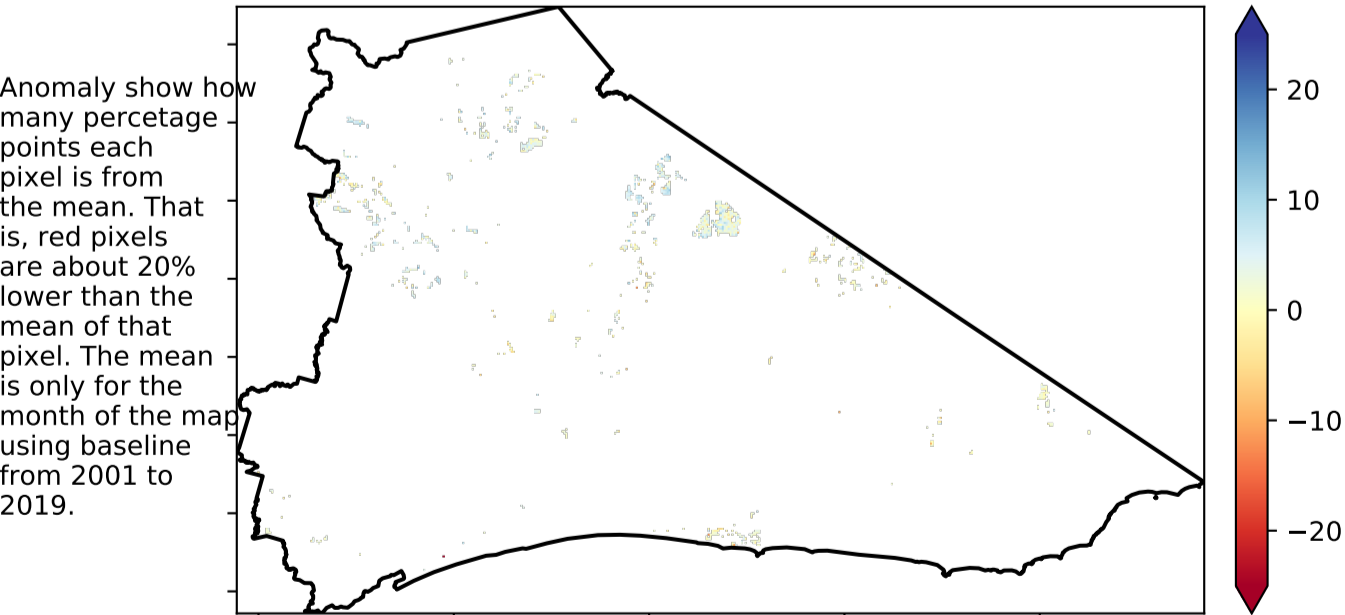 Anomaly show how
many percetage
points each
pixel is from
the mean. That
is, red pixels
are about 20%
lower than the
mean of that
pixel. The mean
is only for the
month of the map
using baseline
from 2001 to
2019.
20
10
0
−10
−20